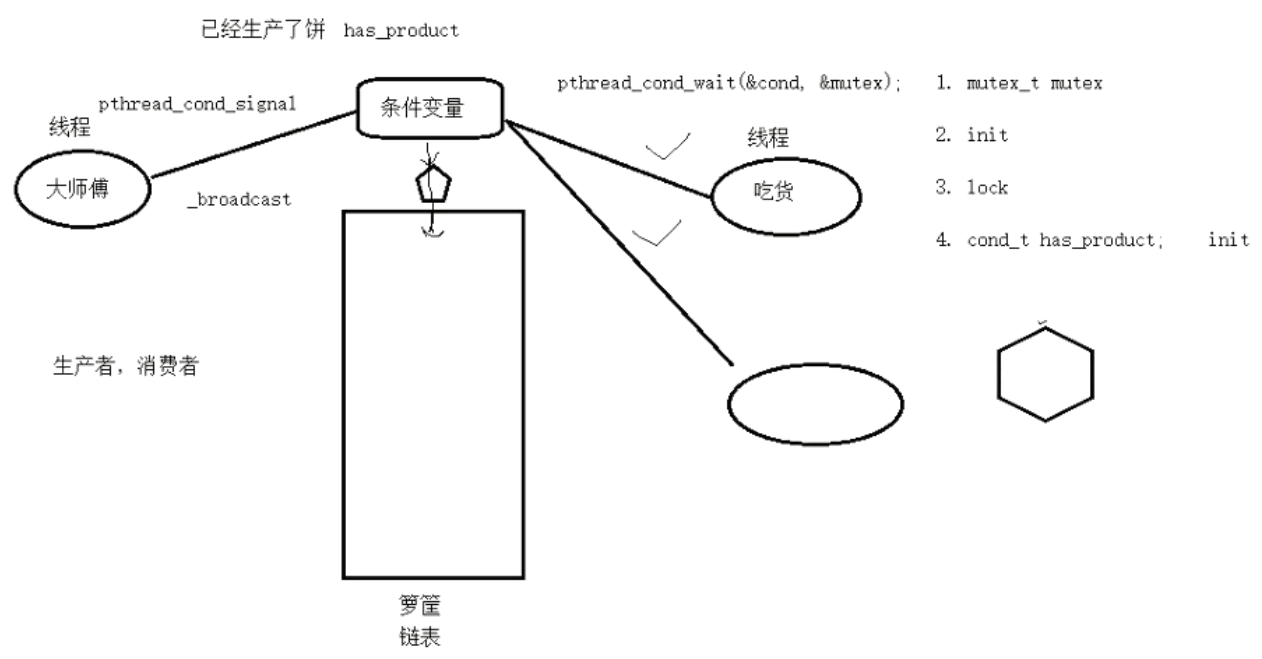 已经生产了饼 has_product
pthread_cond_signal
线程
大师傅
_broadcast
条件变量
pthread_cond_wait(&cond, &mutex);
线程
吃货
1. mutex_t mutex
2. init
3. lock
4. cond_t has_product; init
生产者，消费者
箩筐
链表